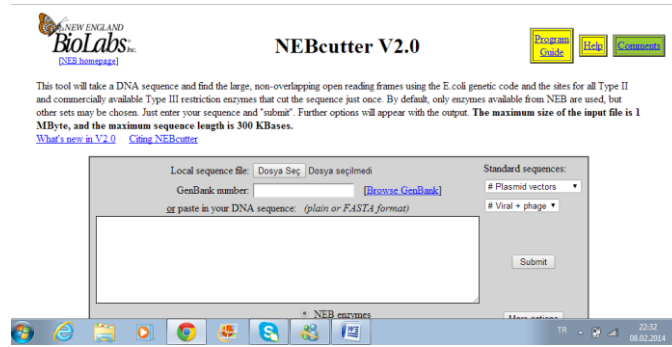 NEW ENGLAND
BioLabs Inc.
[NEB homepage]
NEBcutter V2.0
Program Guide
Help
Comments
This tool will take a DNA sequence and find the large, non-overlapping open reading frames using the E.coli genetic code and the sites for all Type II
and commercially available Type III restriction enzymes that cut the sequence just once. By default, only enzymes available from NEB are used, but
other sets may be chosen. Just enter your sequence and "submit". Further options will appear with the output. The maximum size of the input file is 1
MByte, and the maximum sequence length is 300 KBases.
What's new in V2.0 Citing NEBcutter
Local sequence file: Dosya Seç Dosya seçilmedi
GenBank number: [Browse GenBank]
or paste in your DNA sequence: (plain or FASTA format)
Standard sequences:
# Plasmid vectors
# Viral + phage
Submit
NEB enzymes
More options
TR
22:32
08.02.2014